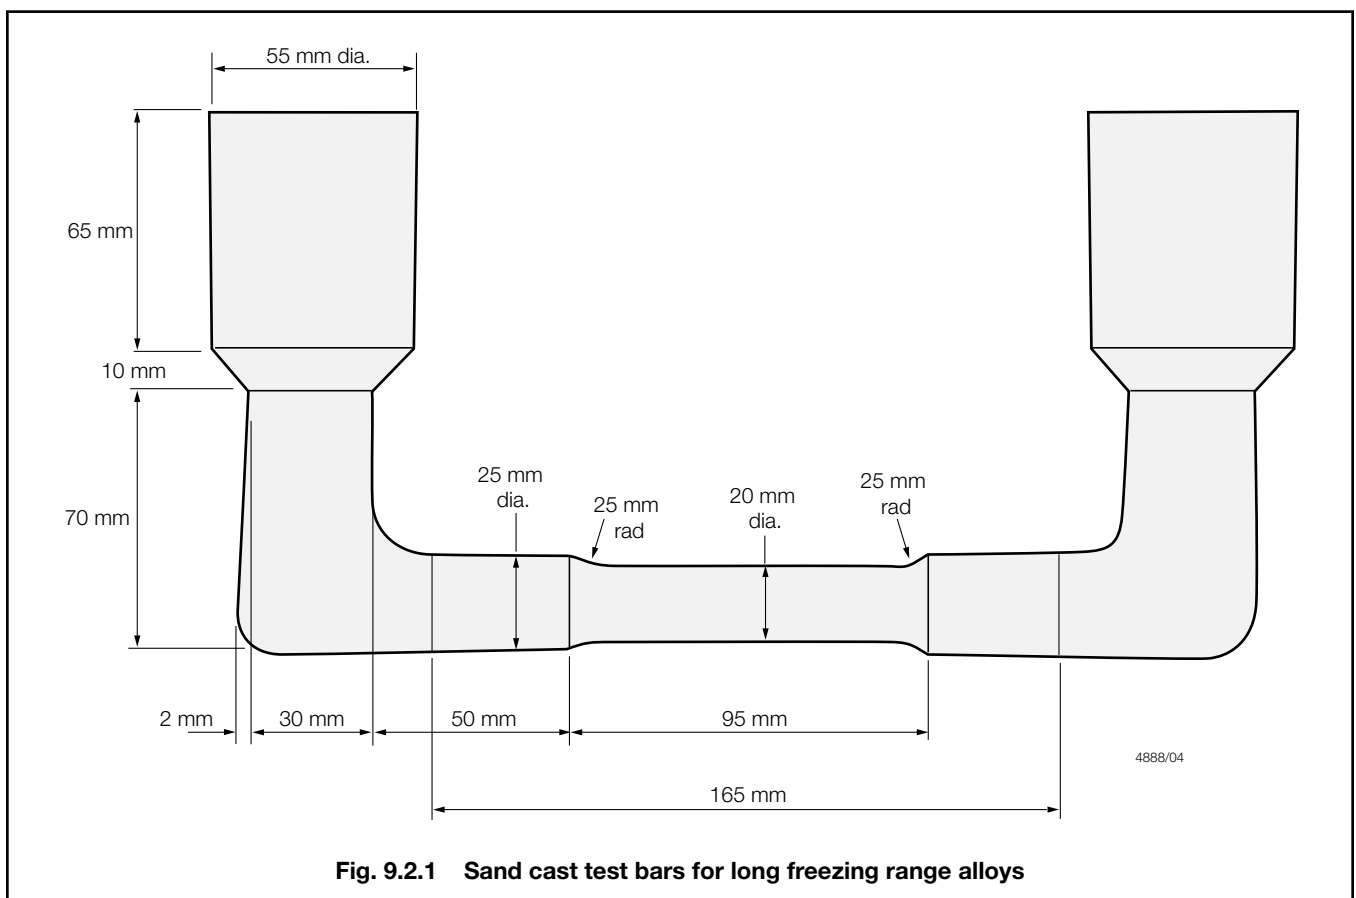 55 mm dia.
65 mm
10 mm
70 mm
25 mm
dia.
25 mm
rad
20 mm
dia.
25 mm
rad
2 mm
30 mm
50 mm
95 mm
4888/04
165 mm
Fig. 9.2.1 Sand cast test bars for long freezing range alloys